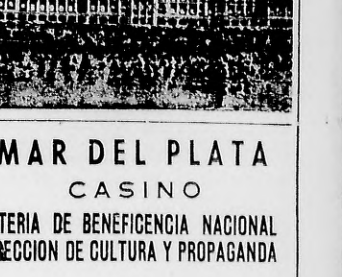 MAR DEL PLATA
CASINO
TERIA DE BENEFICENCIA NACIONAL
ECCION DE CULTURA Y PROPAGANDA